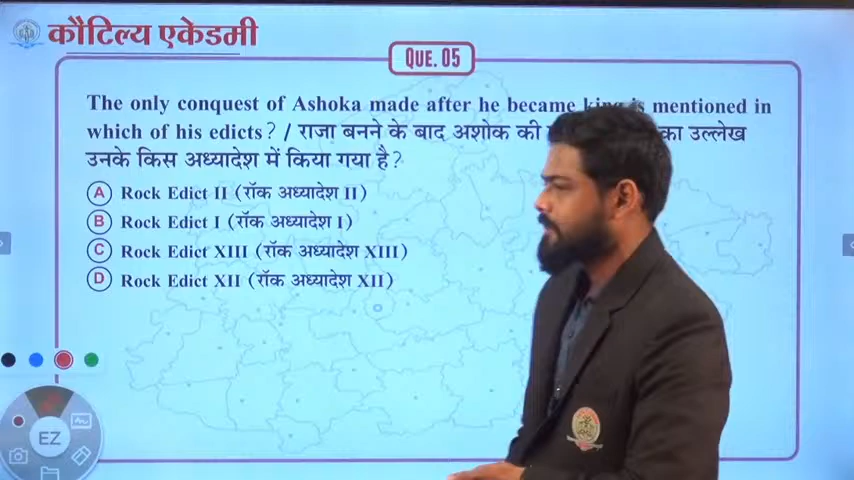 कौटिल्य एकेडमी
QUE. 05
The only conquest of Ashoka made after he became king is mentioned in
which of his edicts? / राजा बनने के बाद अशोक की का उल्लेख
उनके किस अध्यादेश में किया गया है?
A Rock Edict II (रॉक अध्यादेश II)
B Rock Edict I (रॉक अध्यादेश I)
C Rock Edict XIII (रॉक अध्यादेश XIII)
D Rock Edict XII (रॉक अध्यादेश XII)
EZ